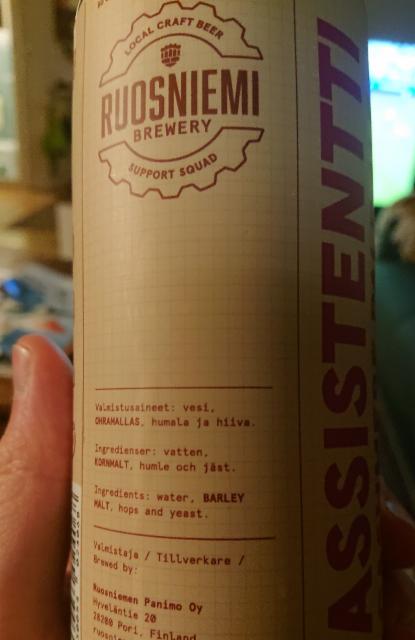 LOCAL CRAFT BEER
RUOSNIEMI
BREWERY
SUPPORT SQUAD
ASSISTENTTI
Valmistusaineet: vesi,
OHRAMALLAS, humala ja hiiva.
Ingredienser: vatten,
KORNMALT, humle och jäst.
Ingredients: water, BARLEY
MALT, hops and yeast.
Valmistaja / Tillverkare /
Brewed by:
Ruosniemen Panimo Oy
Hyveläntie 20
28200 Pori, Finland